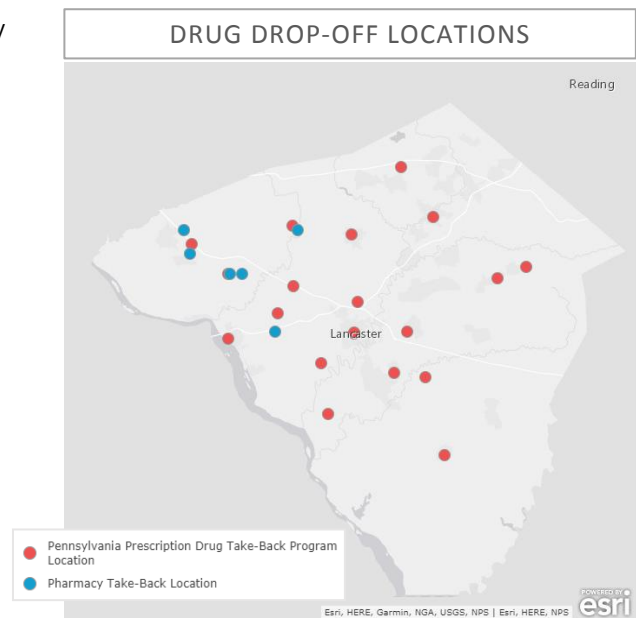 y
DRUG DROP-OFF LOCATIONS
Reading
Lancaster
Pennsylvania Prescription Drug Take-Back Program
Location
Pharmacy Take-Back Location
Esri, HERE, Garmin, NGA, USGS, NPS | Esri, HERE, NPS
POWERED BY
esri